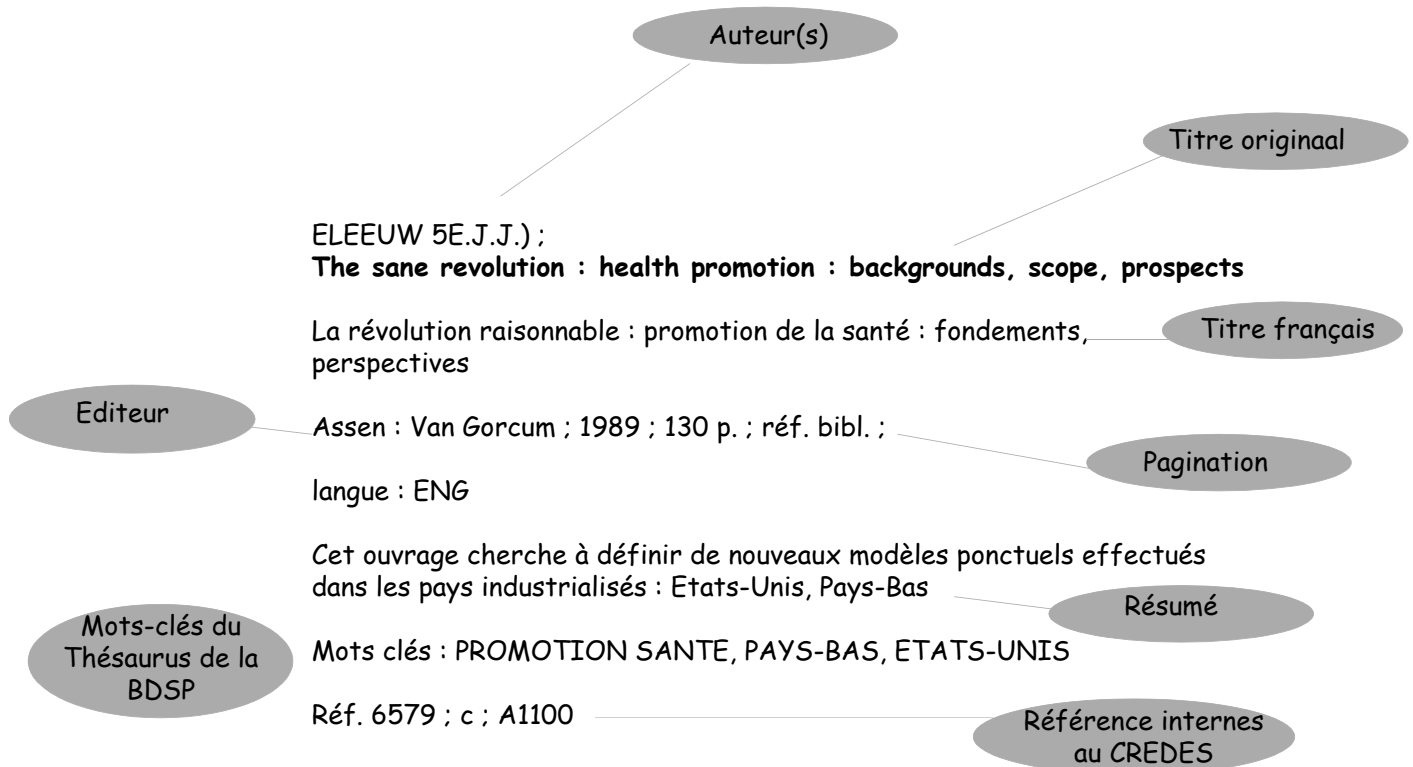 Auteur(s)
Titre originaal
ELEEUW 5E.J.J.) ;
The sane revolution : health promotion : backgrounds, scope, prospects
La révolution raisonnable : promotion de la santé : fondements,
perspectives
Titre français
Editeur
Assen : Van Gorcum ; 1989 ; 130 p. ; réf. bibl. ;
Pagination
langue : ENG
Cet ouvrage cherche à définir de nouveaux modèles ponctuels effectués
dans les pays industrialisés : Etats-Unis, Pays-Bas
Résumé
Mots-clés du
Thésaurus de la
BDSP
Mots clés : PROMOTION SANTE, PAYS-BAS, ETATS-UNIS
Réf. 6579 ; c ; A1100
Référence internes
au CREDES